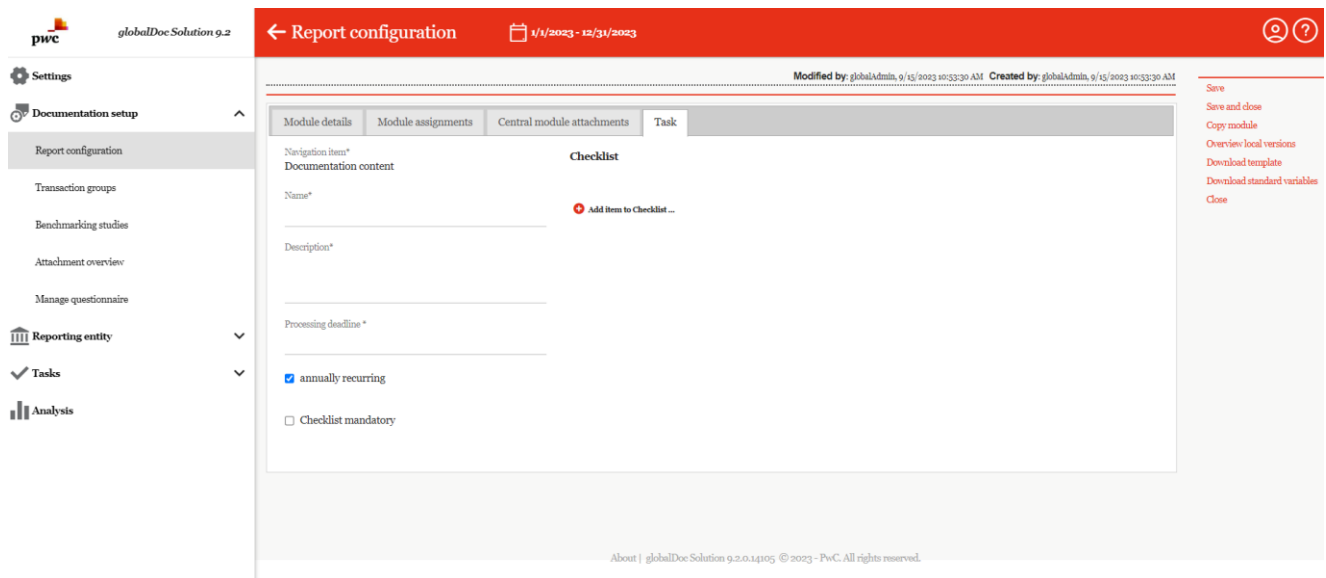 pwc
globalDoc Solution 9.2
Report configuration
1/1/2023 - 12/31/2023
Settings
Documentation setup
Report configuration
Transaction groups
Benchmarking studies
Attachment overview
Manage questionnaire
Reporting entity
Tasks
Analysis
Modified by: globalAdmin, 9/15/2023 10:53:30 AM Created by: globalAdmin, 9/15/2023 10:53:30 AM
Module details
Module assignments
Central module attachments
Task
Navigation item*
Documentation content
Name*
Description*
Processing deadline *
annually recurring
Checklist mandatory
Checklist
Add item to Checklist ...
Save
Save and close
Copy module
Overview local versions
Download template
Download standard variables
Close
About | globalDoc Solution 9.2.0.14105 © 2023 - PwC. All rights reserved.